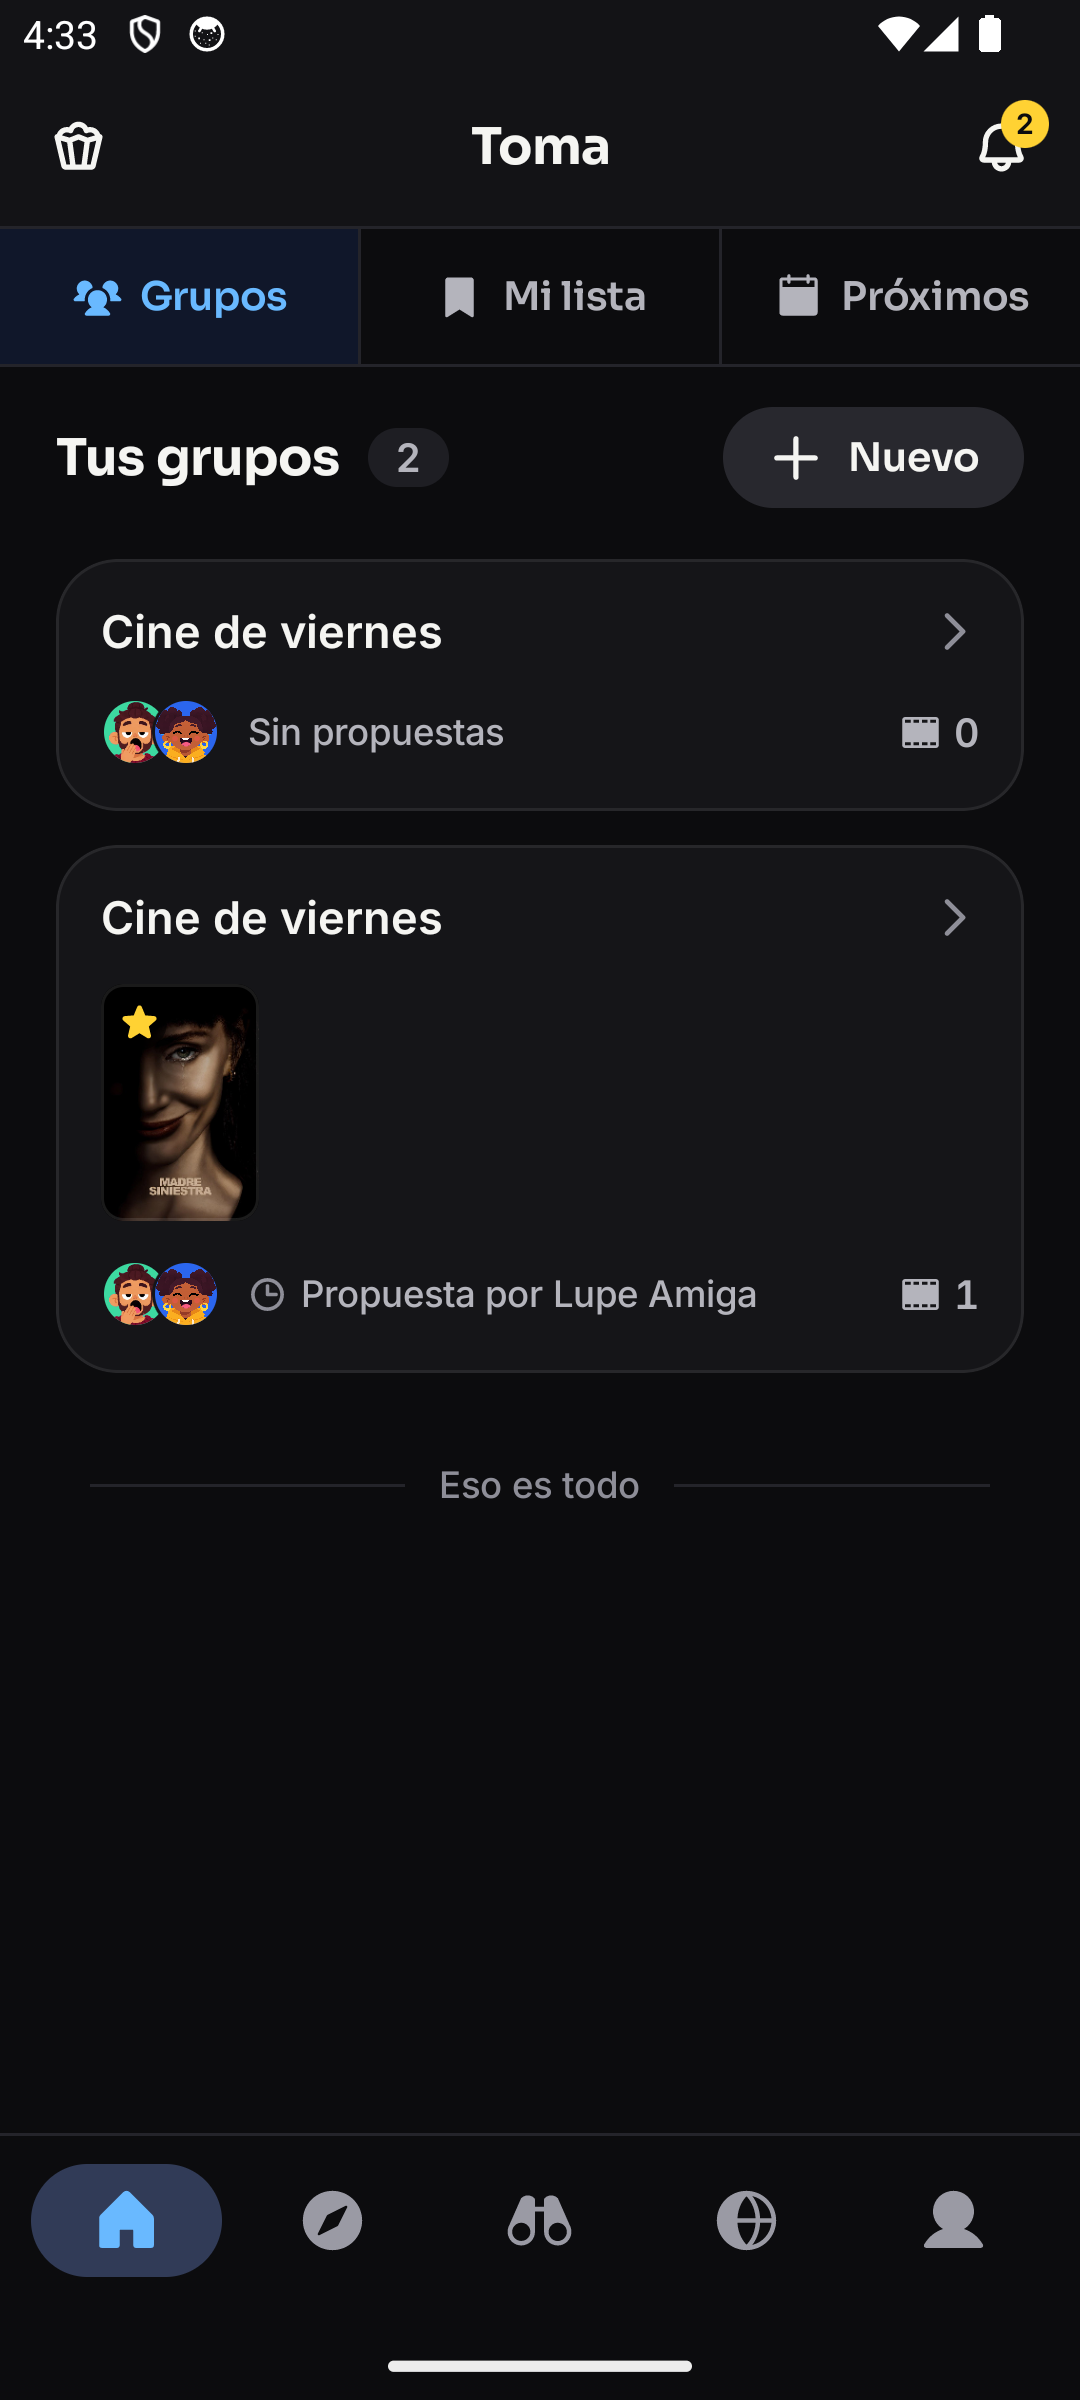 4:33
Toma
2
Grupos
Mi lista
Próximos
Tus grupos 2
Nuevo
Cine de viernes
Sin propuestas
0
Cine de viernes
MADRE
SINIESTRA
Propuesta por Lupe Amiga
1
Eso es todo